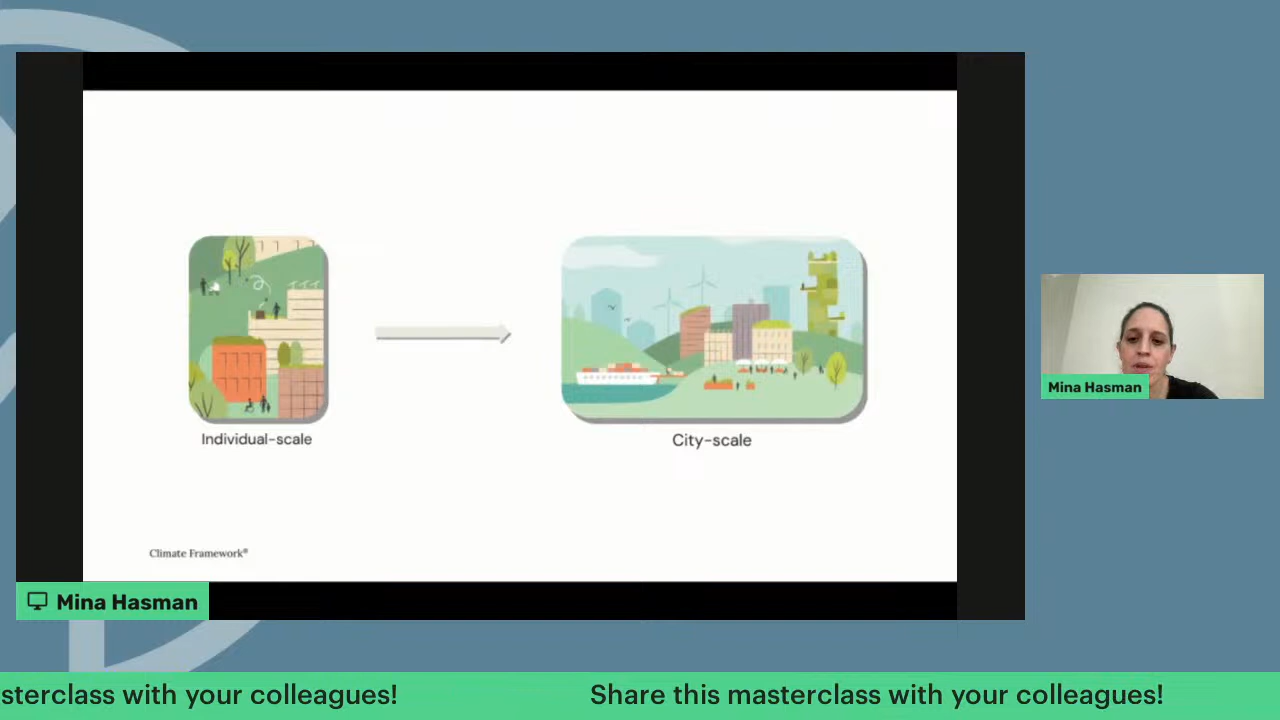 Individual-scale
City-scale
Climate Framework®
Mina Hasman
Mina Hasman
sterclass with your colleagues!
Share this masterclass with your colleagues!